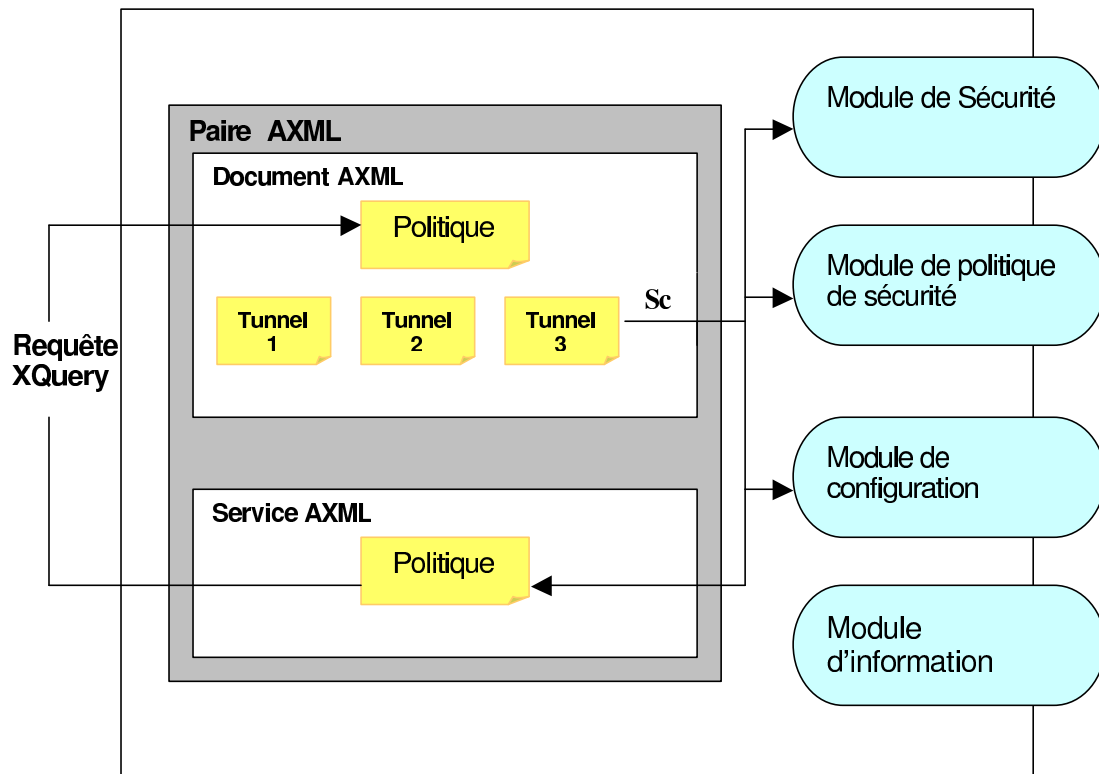 Paire AXML
Document AXML
Politique
Tunnel
1
Tunnel
2
Tunnel
3
Sc
Requête
XQuery
Service AXML
Politique
Module de Sécurité
Module de politique
de sécurité
Module de
configuration
Module
d'information